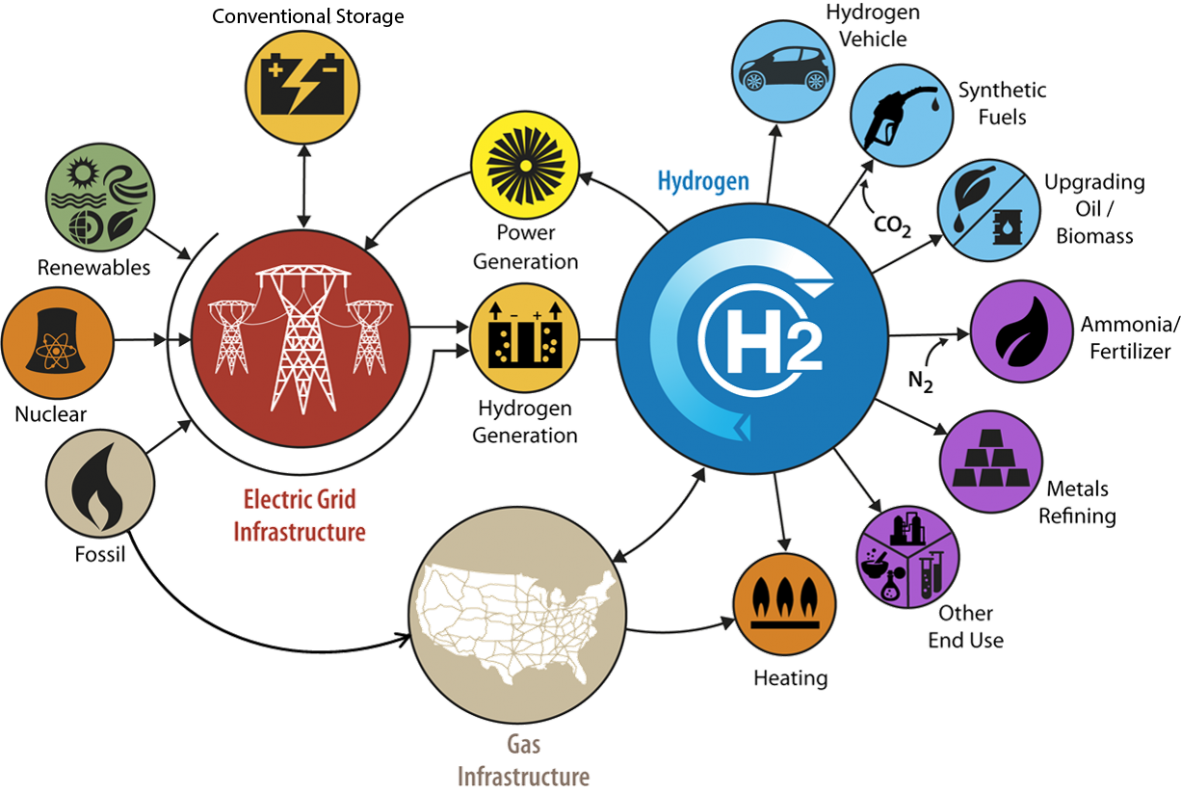 Conventional Storage
+ -
Hydrogen
Vehicle
Synthetic
Fuels
CO2
Upgrading
Oil /
Biomass
Hydrogen
H2
Power
Generation
Renewables
Nuclear
- +
Hydrogen
Generation
Ammonia/
Fertilizer
N2
Fossil
Electric Grid
Infrastructure
Metals
Refining
Other
End Use
Heating
Gas
Infrastructure